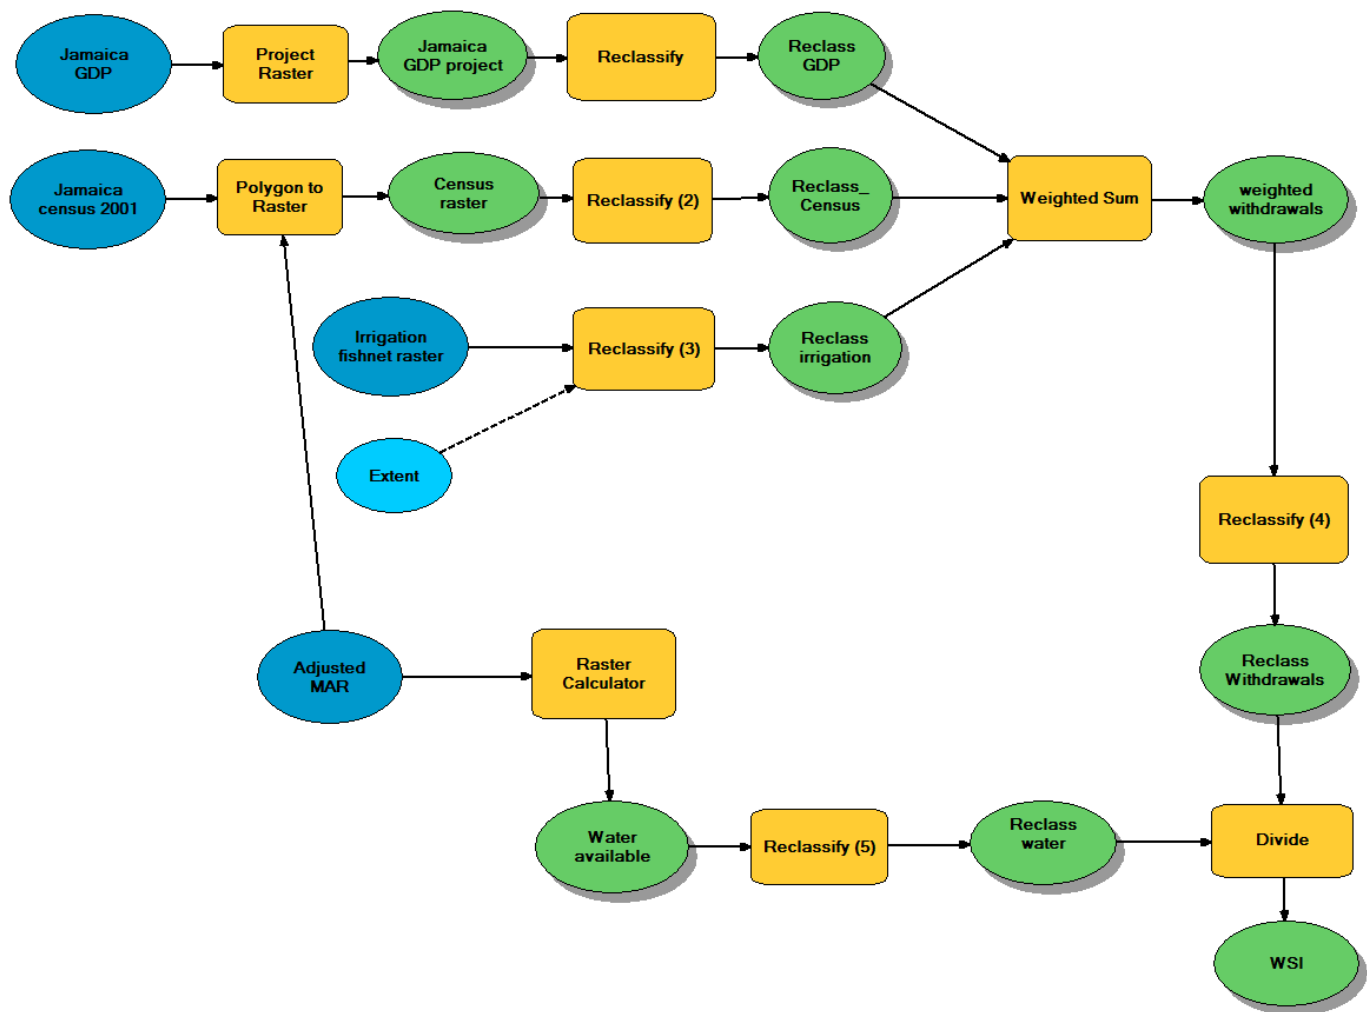 Jamaica
GDP
Project
Raster
Jamaica
GDP project
Reclassify
Reclass
GDP
Jamaica
census 2001
Polygon to
Raster
Census
raster
Reclassify (2)
Reclass_
Census
Weighted Sum
weighted
withdrawals
Irrigation
fishnet raster
Reclassify (3)
Reclass
irrigation
Extent
Reclassify (4)
Adjusted
MAR
Raster
Calculator
Reclass
Withdrawals
Water
available
Reclassify (5)
Reclass
water
Divide
WSI